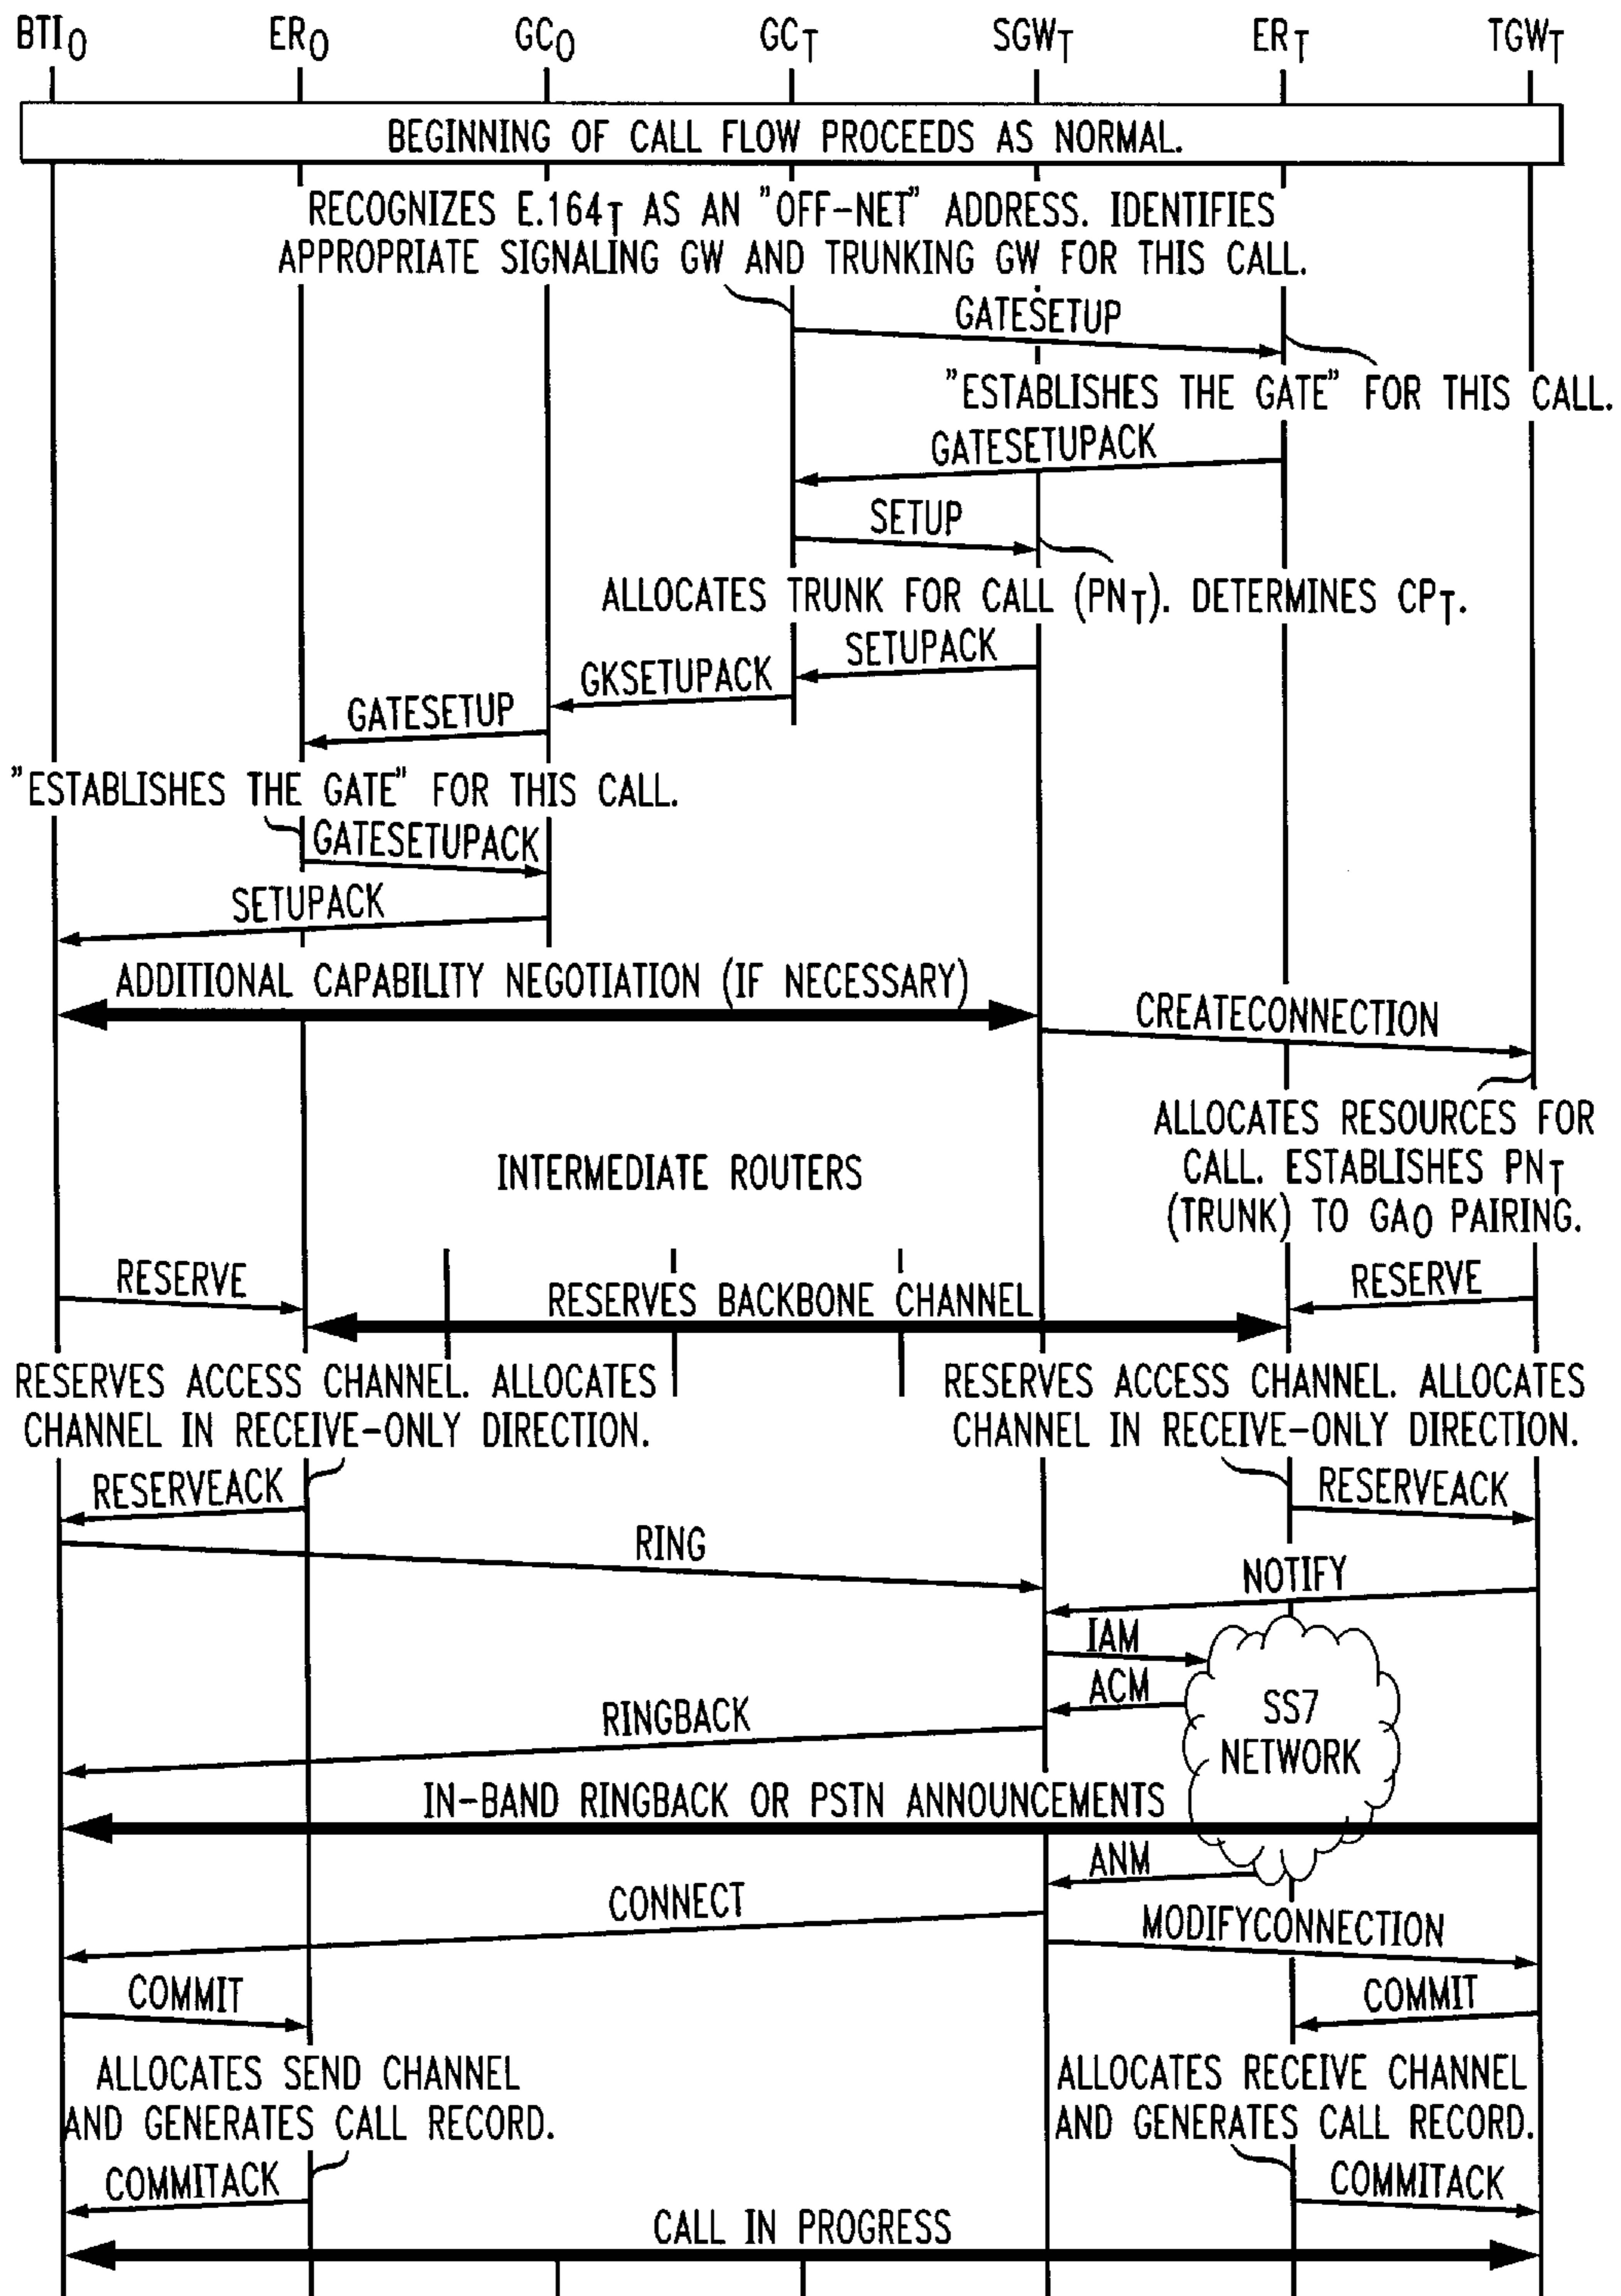 BTIO ERO GCO GCT SGWT ERT TGWT
BEGINNING OF CALL FLOW PROCEEDS AS NORMAL.
RECOGNIZES E.164T AS AN "OFF-NET" ADDRESS. IDENTIFIES
APPROPRIATE SIGNALING GW AND TRUNKING GW FOR THIS CALL.
GATESETUP
"ESTABLISHES THE GATE" FOR THIS CALL.
GATESETUPACK
SETUP
ALLOCATES TRUNK FOR CALL (PNT). DETERMINES CPT.
SETUPACK
GKSETUPACK
GATESETUP
"ESTABLISHES THE GATE" FOR THIS CALL.
GATESETUPACK
SETUPACK
ADDITIONAL CAPABILITY NEGOTIATION (IF NECESSARY)
CREATECONNECTION
ALLOCATES RESOURCES FOR
CALL. ESTABLISHES PNT
(TRUNK) TO GAO PAIRING.
INTERMEDIATE ROUTERS
RESERVE
RESERVES BACKBONE CHANNEL
RESERVE
RESERVES ACCESS CHANNEL. ALLOCATES
CHANNEL IN RECEIVE-ONLY DIRECTION.
RESERVES ACCESS CHANNEL. ALLOCATES
CHANNEL IN RECEIVE-ONLY DIRECTION.
RESERVEACK
RESERVEACK
RING
NOTIFY
IAM
ACM
SS7
NETWORK
RINGBACK
IN-BAND RINGBACK OR PSTN ANNOUNCEMENTS
ANM
CONNECT
MODIFYCONNECTION
COMMIT
COMMIT
ALLOCATES SEND CHANNEL
AND GENERATES CALL RECORD.
ALLOCATES RECEIVE CHANNEL
AND GENERATES CALL RECORD.
COMMITACK
COMMITACK
CALL IN PROGRESS